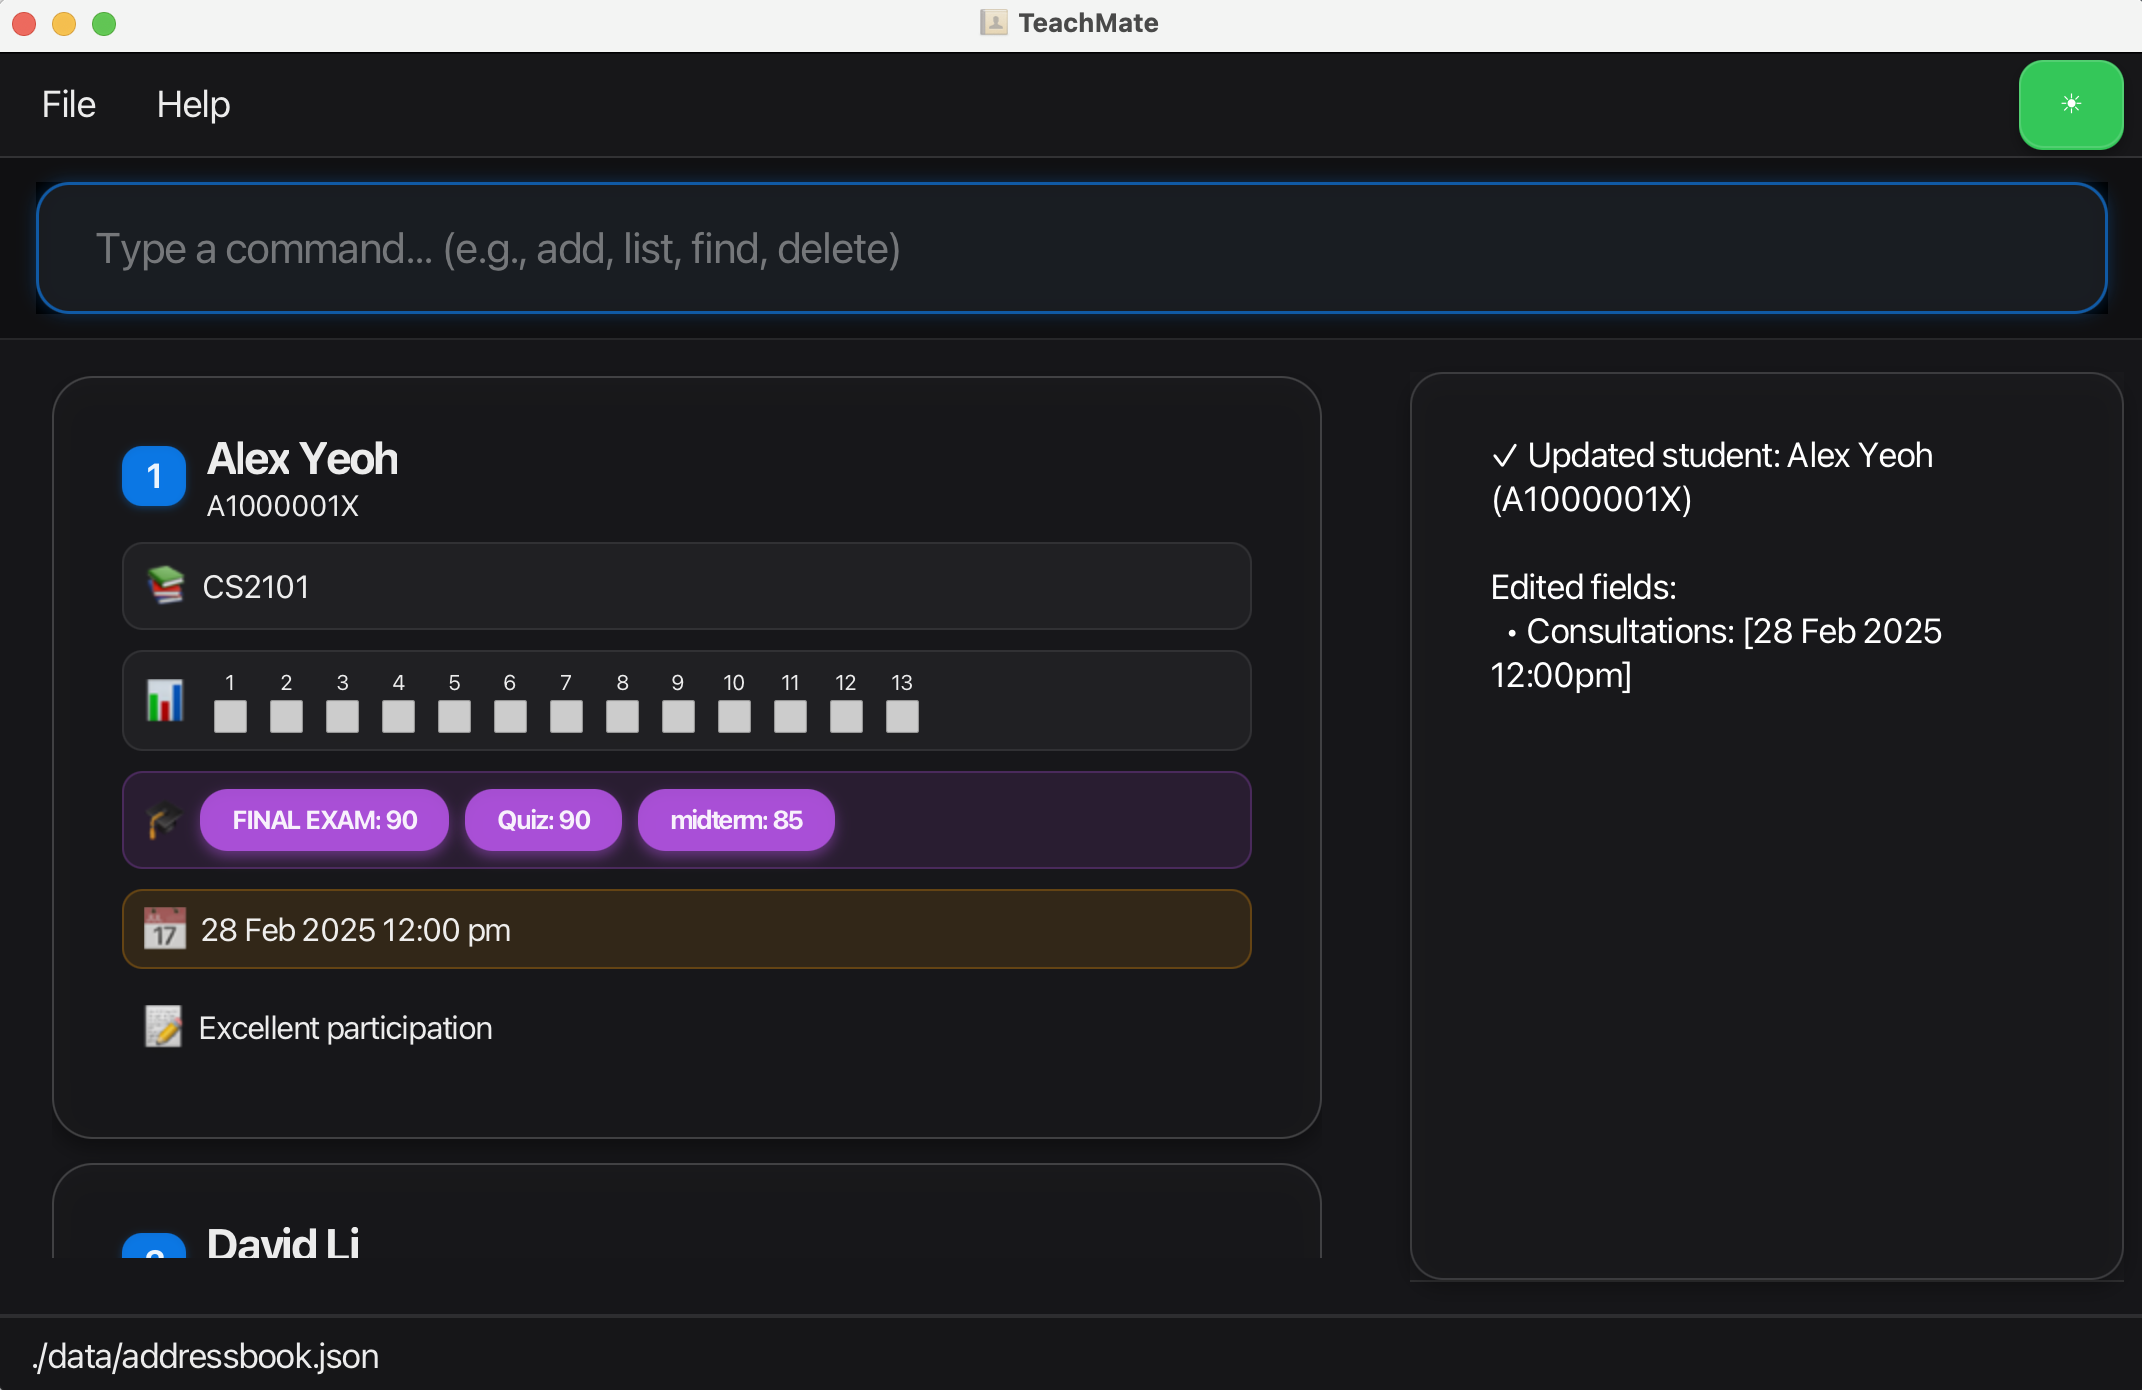 TeachMate
File Help
Type a command... (e.g., add, list, find, delete)
1 Alex Yeoh
A1000001X
CS2101
1 2 3 4 5 6 7 8 9 10 11 12 13
FINAL EXAM: 90 Quiz: 90 midterm: 85
17 28 Feb 2025 12:00 pm
Excellent participation
David Li
✓ Updated student: Alex Yeoh
(A1000001X)
Edited fields:
• Consultations: [28 Feb 2025
12:00pm]
./data/addressbook.json